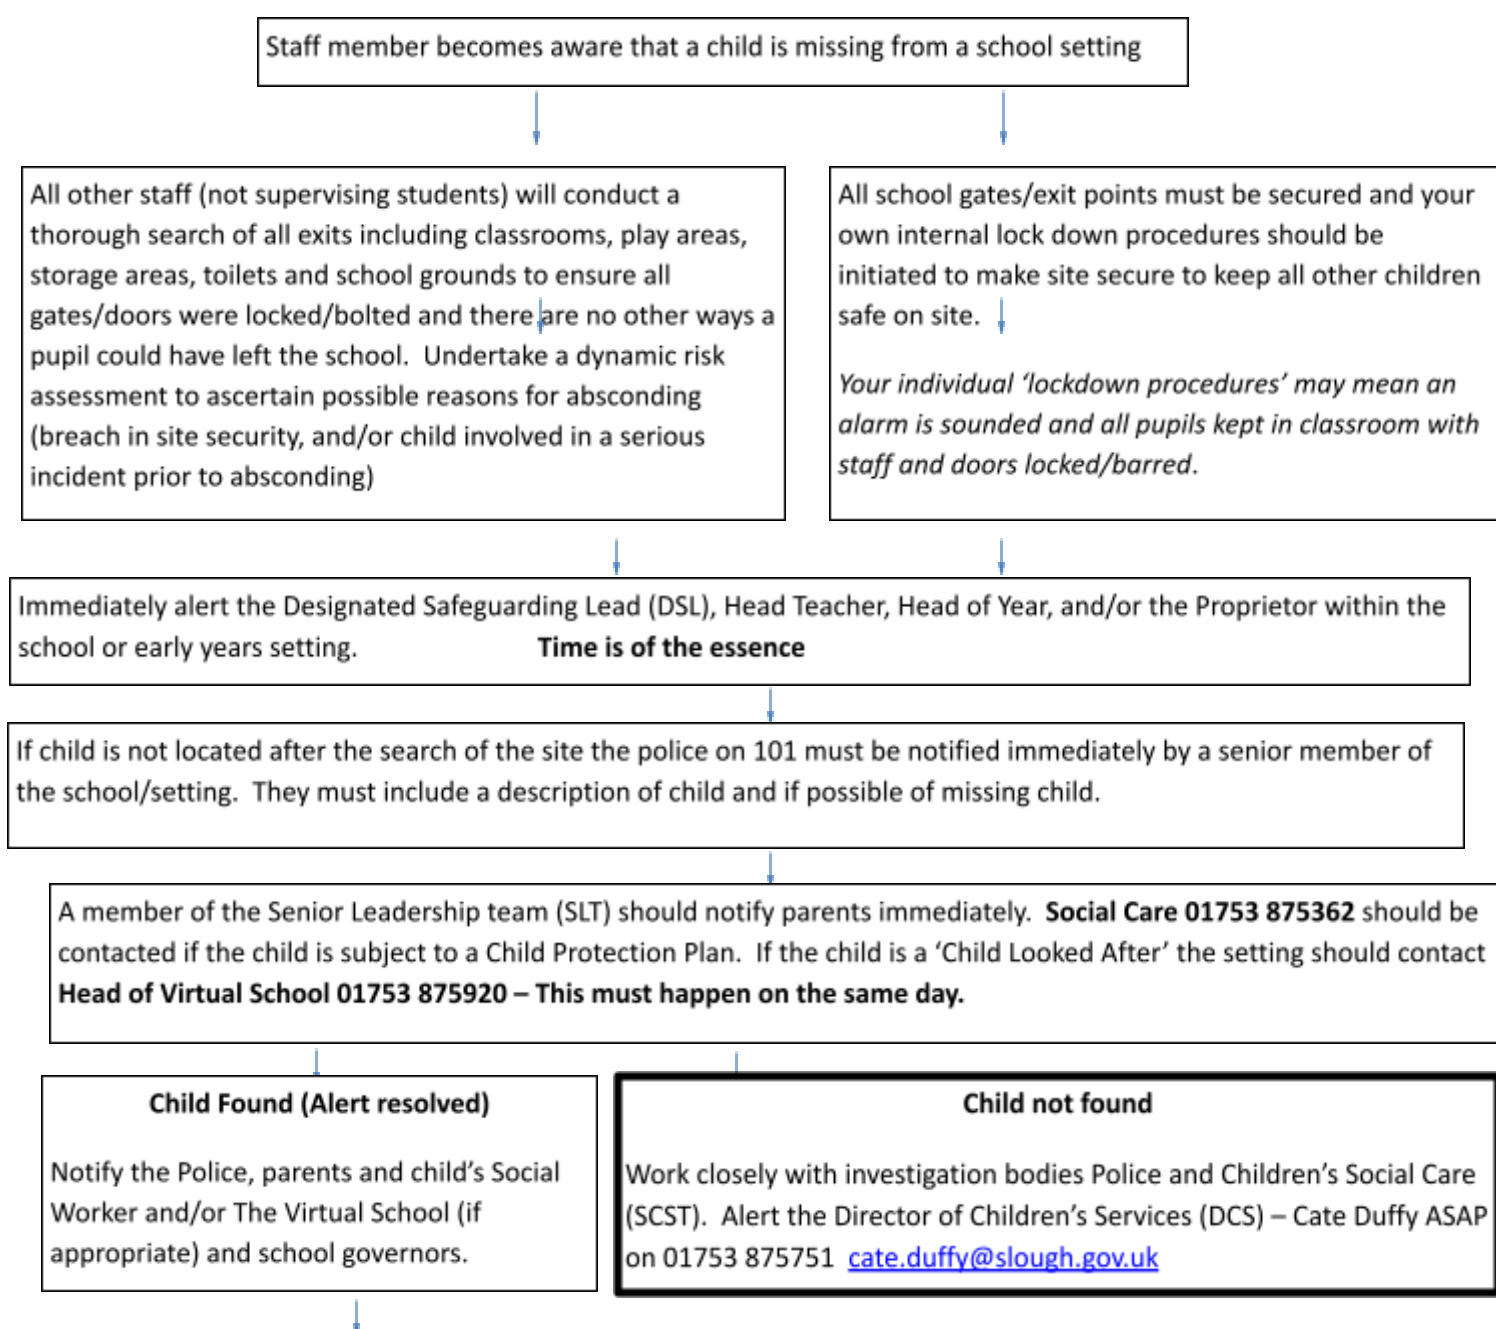 Staff member becomes aware that a child is missing from a school setting
All other staff (not supervising students) will conduct a
thorough search of all exits including classrooms, play areas,
storage areas, toilets and school grounds to ensure all
gates/doors were locked/bolted and there are no other ways a
pupil could have left the school.  Undertake a dynamic risk
assessment to ascertain possible reasons for absconding
(breach in site security, and/or child involved in a serious
incident prior to absconding)
All school gates/exit points must be secured and your
own internal lock down procedures should be
initiated to make site secure to keep all other children
safe on site.
Your individual ‘lockdown procedures’ may mean an
alarm is sounded and all pupils kept in classroom with
staff and doors locked/barred.
Immediately alert the Designated Safeguarding Lead (DSL), Head Teacher, Head of Year, and/or the Proprietor within the
school or early years setting. Time is of the essence
If child is not located after the search of the site the police on 101 must be notified immediately by a senior member of
the school/setting.  They must include a description of child and if possible of missing child.
A member of the Senior Leadership team (SLT) should notify parents immediately.  Social Care 01753 875362 should be
contacted if the child is subject to a Child Protection Plan.  If the child is a ‘Child Looked After’ the setting should contact
Head of Virtual School 01753 875920 – This must happen on the same day.
Child Found (Alert resolved)
Notify the Police, parents and child’s Social
Worker and/or The Virtual School (if
appropriate) and school governors.
Child not found
Work closely with investigation bodies Police and Children’s Social Care
(SCST).  Alert the Director of Children’s Services (DCS) – Cate Duffy ASAP
on 01753 875751  cate.duffy@slough.gov.uk